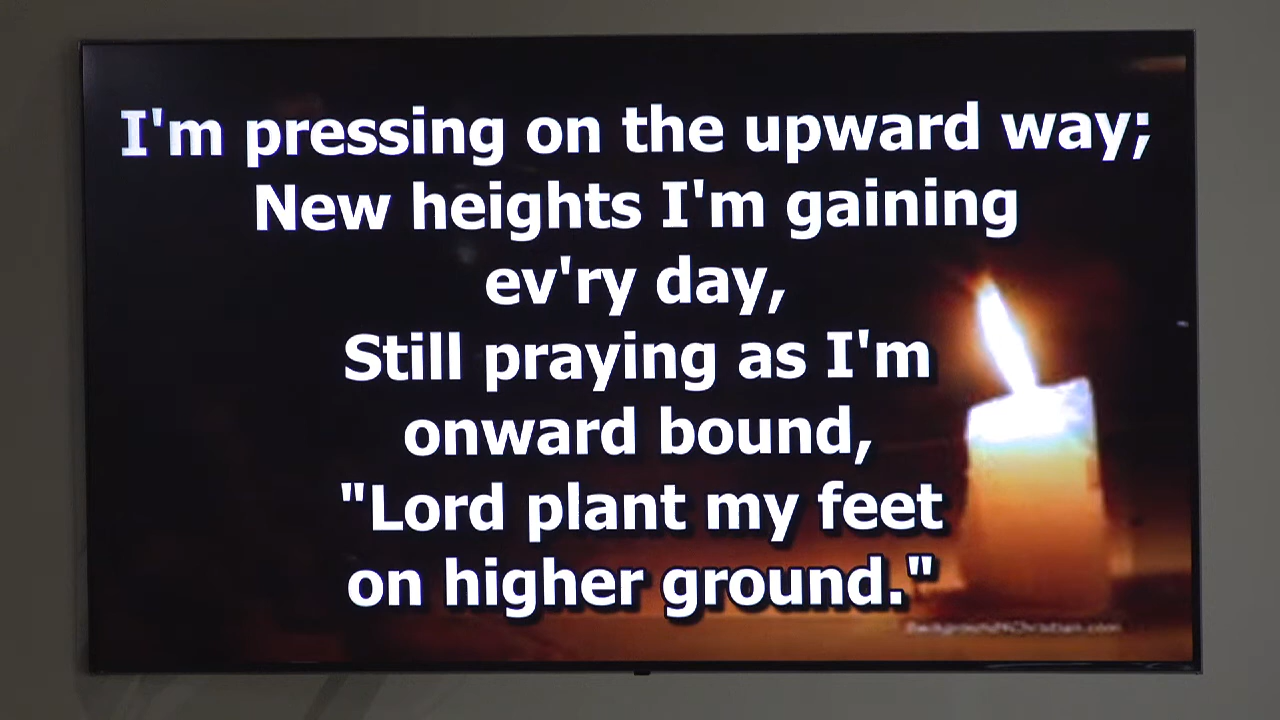 I'm pressing on the upward way;
New heights I'm gaining
ev'ry day,
Still praying as I'm
onward bound,
"Lord plant my feet
on higher ground."